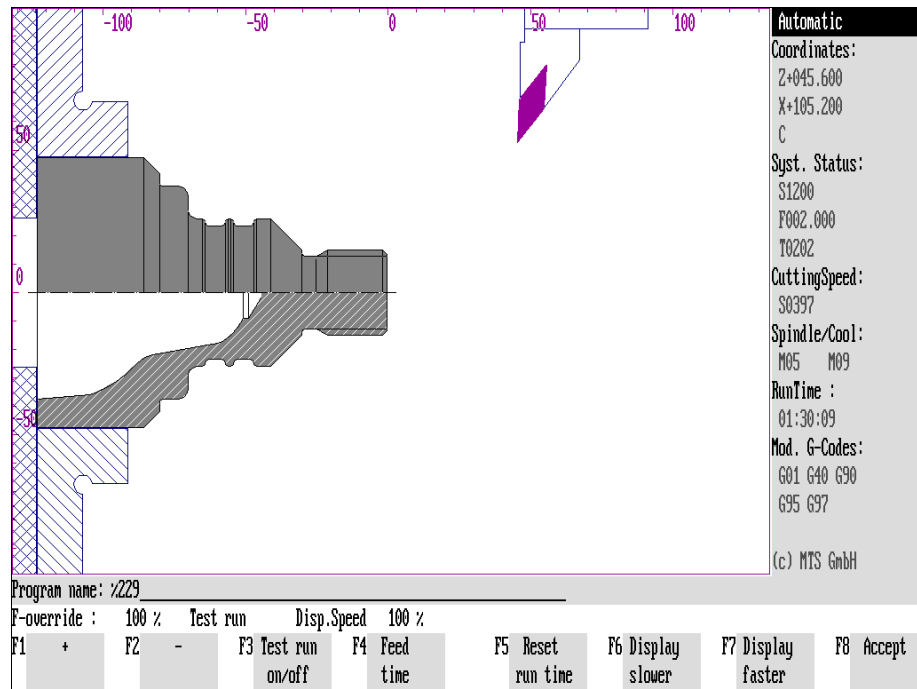 -100 -50 0 50 100
50
0
-50
Automatic
Coordinates:
Z+045.600
X+105.200
C
Syst. Status:
S1200
F002.000
T0202
CuttingSpeed:
S0397
Spindle/Cool:
M05 M09
RunTime :
01:30:09
Mod. G-Codes:
G01 G40 G90
G95 G97
(c) MTS GmbH
Program name: %229
F-override : 100 % Test run Disp.Speed 100 %
F1 + F2 - F3 Test run F4 Feed F5 Reset F6 Display F7 Display F8 Accept
on/off time run time slower faster